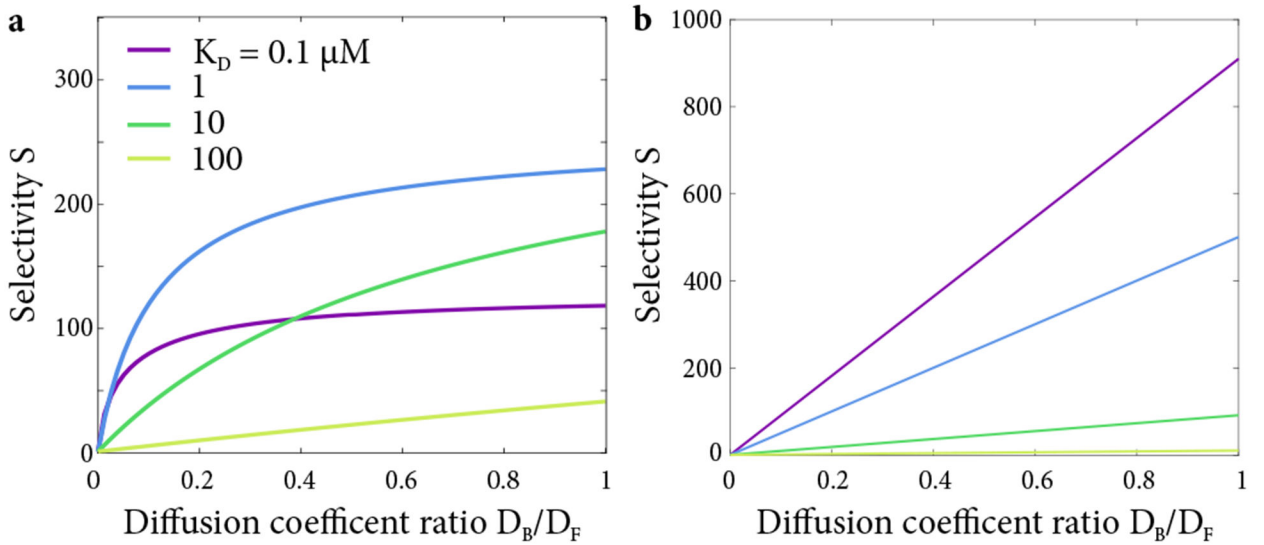 a
K_D = 0.1 µM
1
10
100
300
200
100
0
Selectivity S
0 0.2 0.4 0.6 0.8 1
Diffusion coefficent ratio D_B/D_F
b
1000
800
600
400
200
0
Selectivity S
0 0.2 0.4 0.6 0.8 1
Diffusion coefficent ratio D_B/D_F